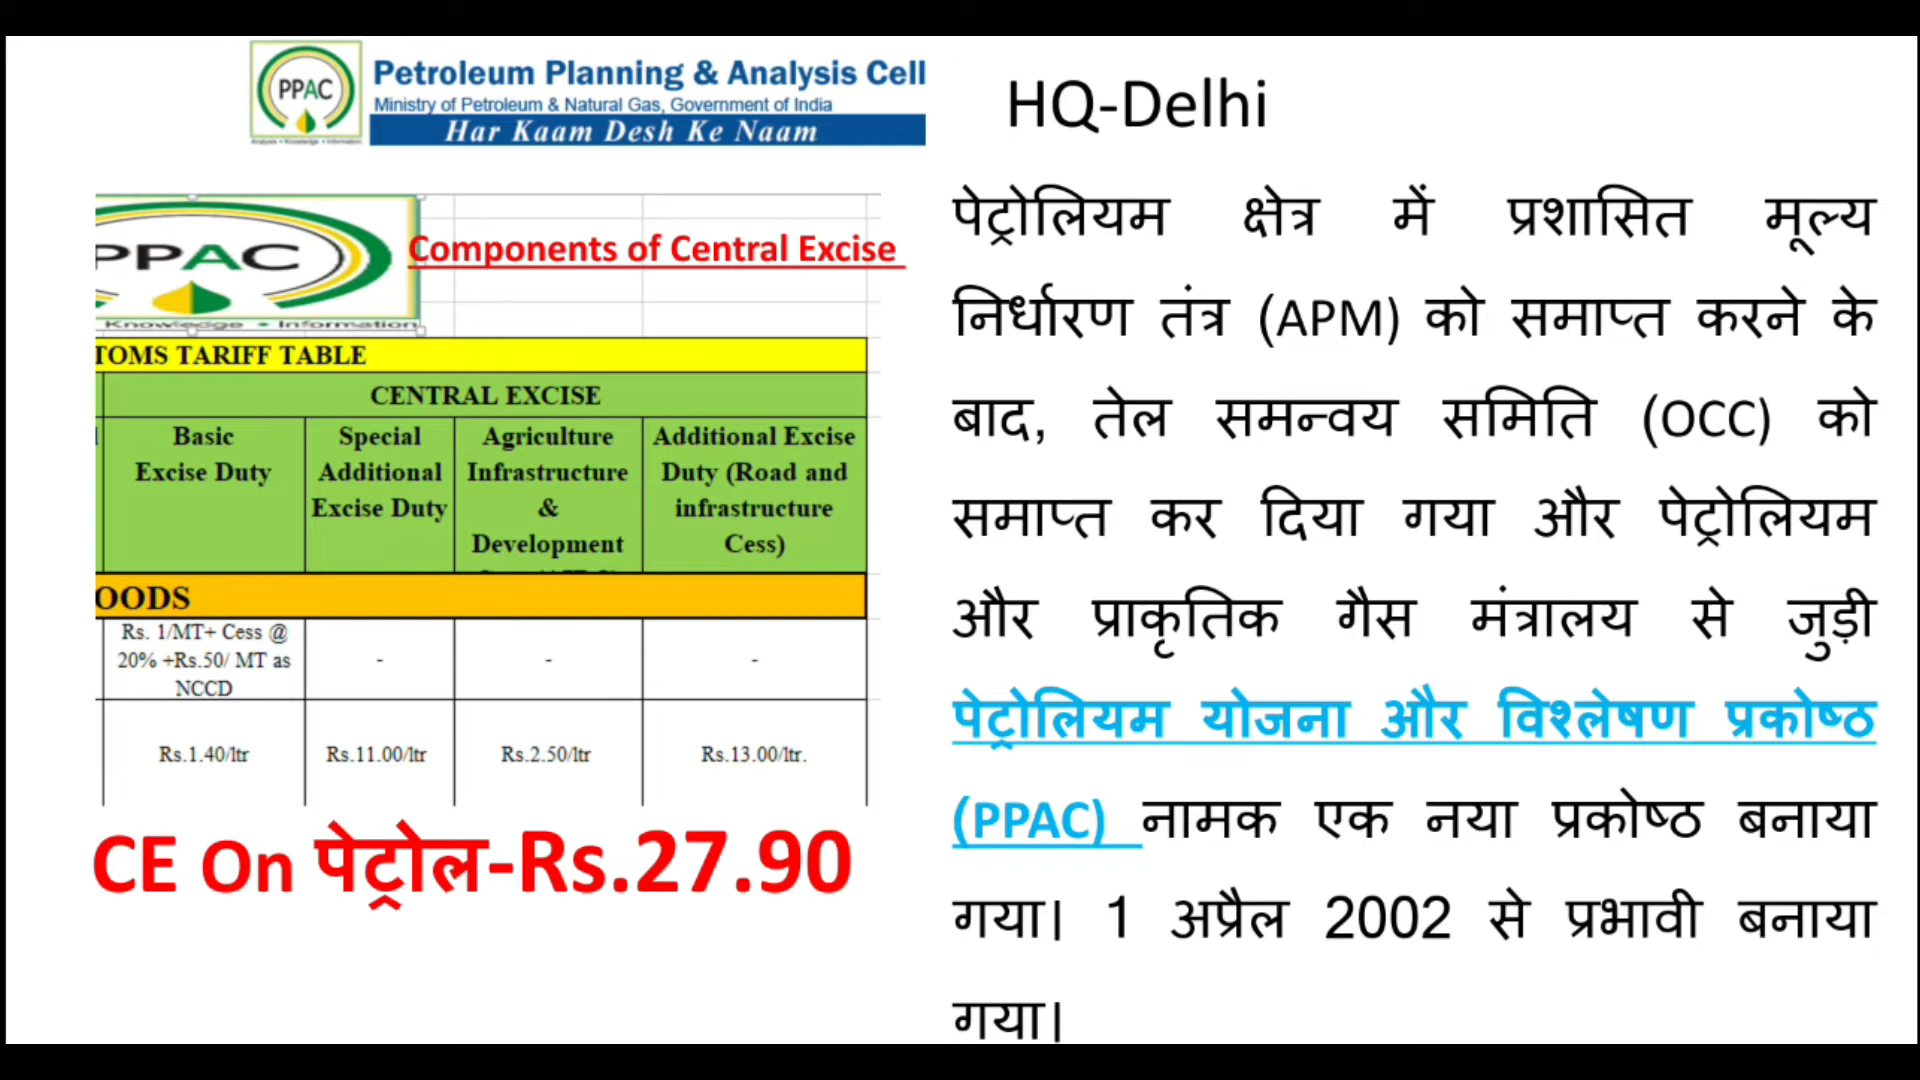 PPAC
Analysis • Knowledge • Information
Petroleum Planning & Analysis Cell
Ministry of Petroleum & Natural Gas, Government of India
Har Kaam Desh Ke Naam
HQ-Delhi
PPAC
Knowledge • Information
Components of Central Excise
TOMS TARIFF TABLE
CENTRAL EXCISE
Basic Excise Duty
Special Additional Excise Duty
Agriculture Infrastructure & Development
Additional Excise Duty (Road and infrastructure Cess)
OODS
Rs. 1/MT+ Cess @ 20% +Rs.50/ MT as NCCD
-
-
-
Rs.1.40/ltr
Rs.11.00/ltr
Rs.2.50/ltr
Rs.13.00/ltr.
CE On पेट्रोल-Rs.27.90
पेट्रोलियम क्षेत्र में प्रशासित मूल्य
निर्धारण तंत्र (APM) को समाप्त करने के
बाद, तेल समन्वय समिति (OCC) को
समाप्त कर दिया गया और पेट्रोलियम
और प्राकृतिक गैस मंत्रालय से जुड़ी
पेट्रोलियम योजना और विश्लेषण प्रकोष्ठ
(PPAC) नामक एक नया प्रकोष्ठ बनाया
गया। 1 अप्रैल 2002 से प्रभावी बनाया
गया।